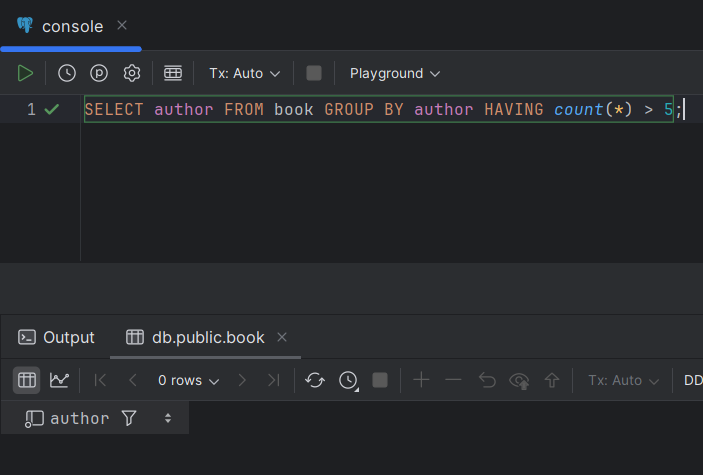 console
Tx: Auto
Playground
1 SELECT author FROM book GROUP BY author HAVING count(*) > 5;
Output db.public.book
0 rows
Tx: Auto
DD
author